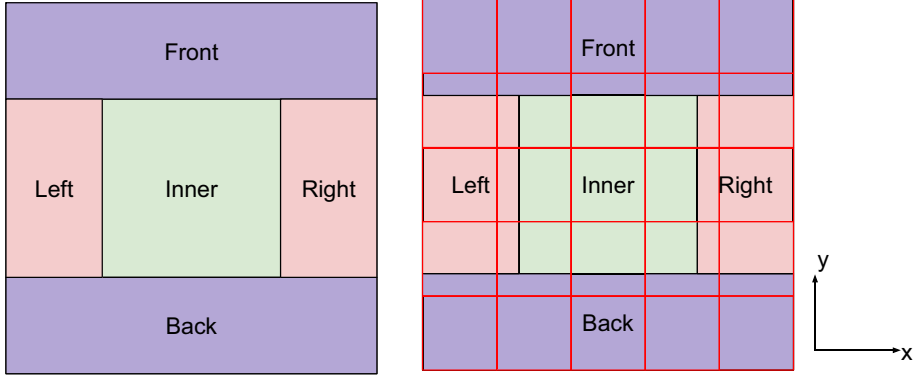 Front
Left
Inner
Right
Back
Front
Left
Inner
Right
Back
y
x